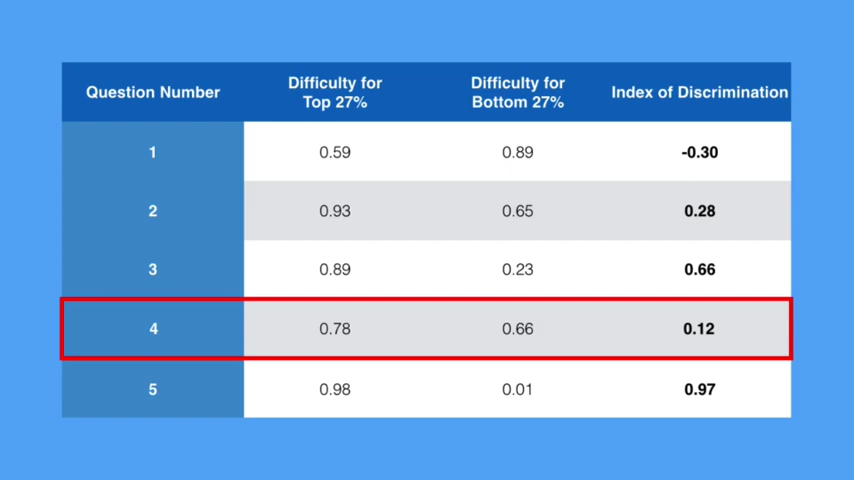 Question Number Difficulty for Top 27% Difficulty for Bottom 27% Index of Discrimination
1 0.59 0.89 -0.30
2 0.93 0.65 0.28
3 0.89 0.23 0.66
4 0.78 0.66 0.12
5 0.98 0.01 0.97